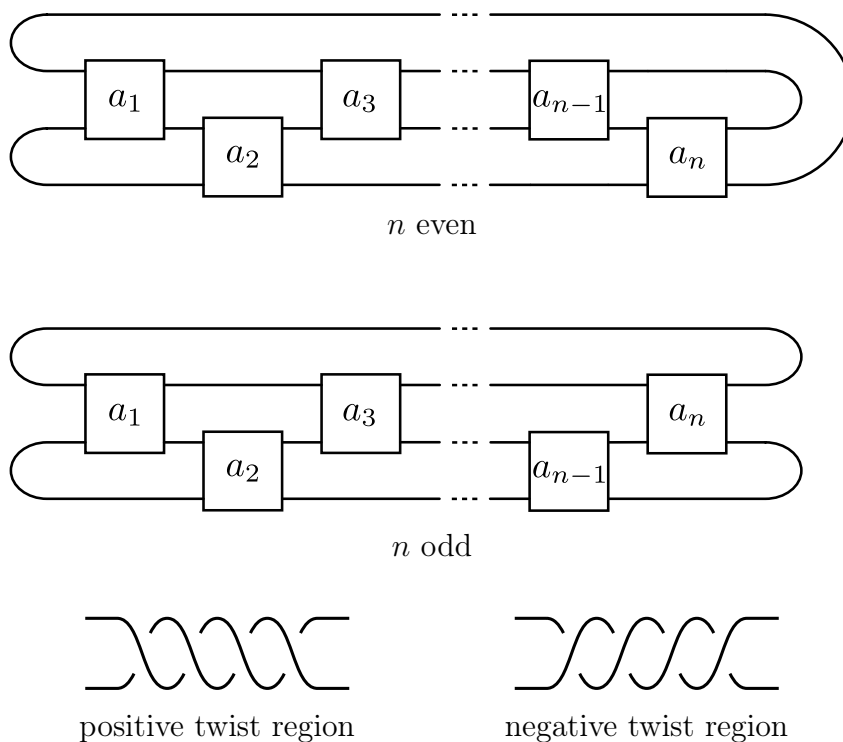 a₁ a₃ aₙ₋₁
a₂ aₙ
n even
a₁ a₃ aₙ
a₂ aₙ₋₁
n odd
positive twist region negative twist region